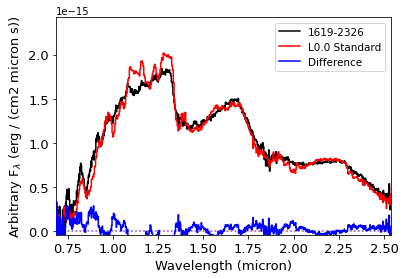 1e−15
1619-2326
L0.0 Standard
Difference
Arbitrary Fλ (erg / (cm2 micron s))
2.0
1.5
1.0
0.5
0.0
0.75 1.00 1.25 1.50 1.75 2.00 2.25 2.50
Wavelength (micron)